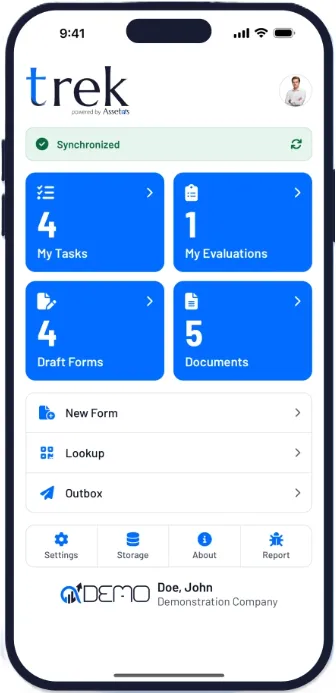 9:41
trek
powered by Assetas
Synchronized
4
My Tasks
1
My Evaluations
4
Draft Forms
5
Documents
New Form
Lookup
Outbox
Settings
Storage
About
Report
DEMO
Doe, John
Demonstration Company